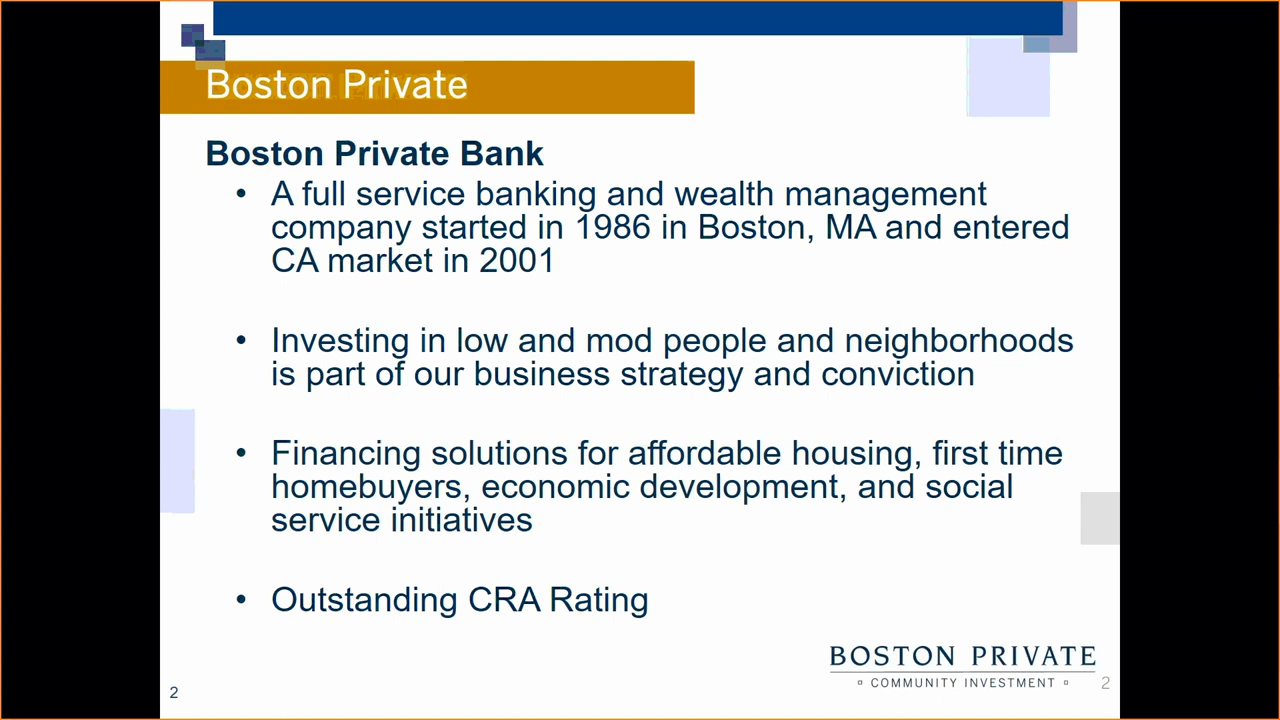 Boston Private
Boston Private Bank
• A full service banking and wealth management
company started in 1986 in Boston, MA and entered
CA market in 2001
• Investing in low and mod people and neighborhoods
is part of our business strategy and conviction
• Financing solutions for affordable housing, first time
homebuyers, economic development, and social
service initiatives
• Outstanding CRA Rating
BOSTON PRIVATE
▫ COMMUNITY INVESTMENT ▫
2
2